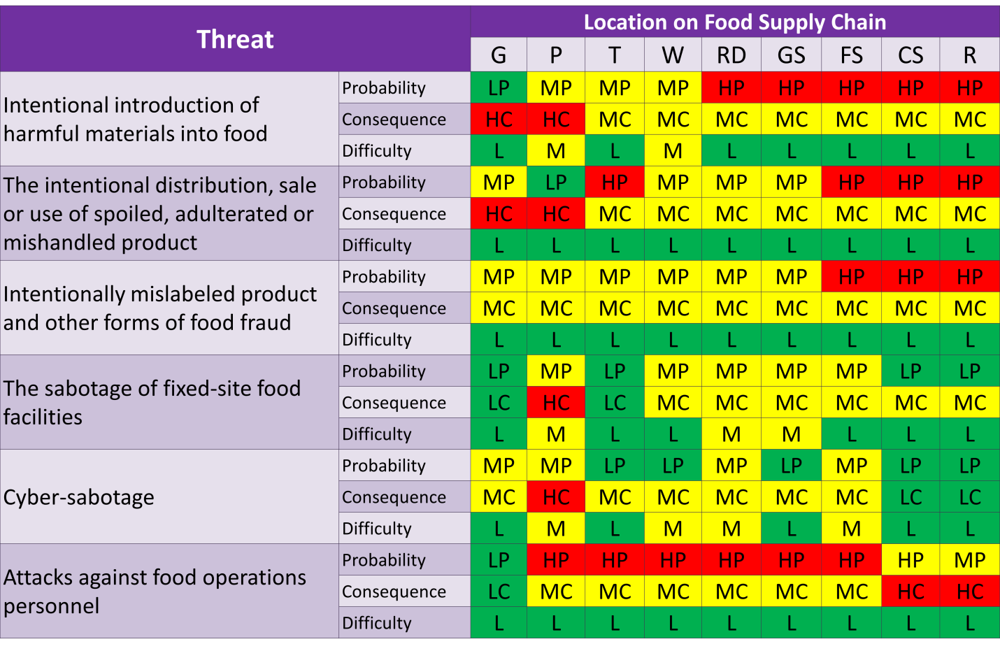 Threat
Location on Food Supply Chain
G P T W RD GS FS CS R
Intentional introduction of
harmful materials into food
Probability LP MP MP MP HP HP HP HP HP
Consequence HC HC MC MC MC MC MC MC MC
Difficulty L M L M L L L L L
The intentional distribution, sale
or use of spoiled, adulterated or
mishandled product
Probability MP LP HP MP MP MP HP HP HP
Consequence HC HC MC MC MC MC MC MC MC
Difficulty L L L L L L L L L
Intentionally mislabeled product
and other forms of food fraud
Probability MP MP MP MP MP MP HP HP HP
Consequence MC MC MC MC MC MC MC MC MC
Difficulty L L L L L L L L L
The sabotage of fixed-site food
facilities
Probability LP MP LP MP MP MP MP LP LP
Consequence LC HC LC MC MC MC MC MC MC
Difficulty L M L L M M L L L
Cyber-sabotage
Probability MP MP LP LP MP LP MP LP LP
Consequence MC HC MC MC MC MC MC LC LC
Difficulty L M L M M L M L L
Attacks against food operations
personnel
Probability LP HP HP HP HP HP HP HP MP
Consequence LC MC MC MC MC MC MC HC HC
Difficulty L L L L L L L L L